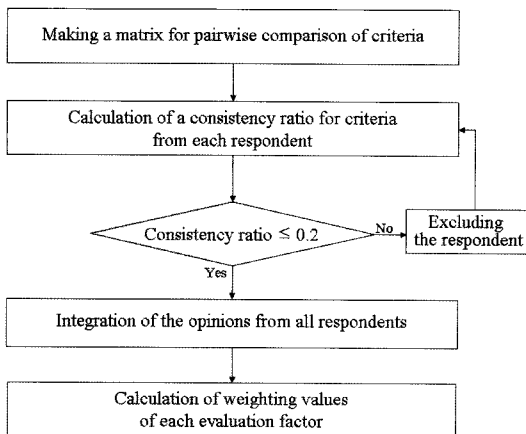 Making a matrix for pairwise comparison of criteria
Calculation of a consistency ratio for criteria
from each respondent
Consistency ratio ≤ 0.2
No
Excluding
the respondent
Yes
Integration of the opinions from all respondents
Calculation of weighting values
of each evaluation factor